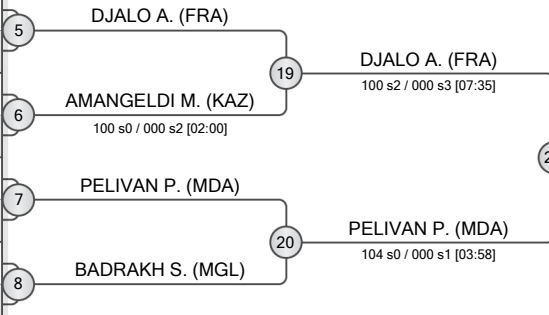 DJALO A. (FRA)
5
19
DJALO A. (FRA)
100 s2 / 000 s3 [07:35]
AMANGELDI M. (KAZ)
6
100 s0 / 000 s2 [02:00]
PELIVAN P. (MDA)
7
20
PELIVAN P. (MDA)
104 s0 / 000 s1 [03:58]
BADRAKH S. (MGL)
8